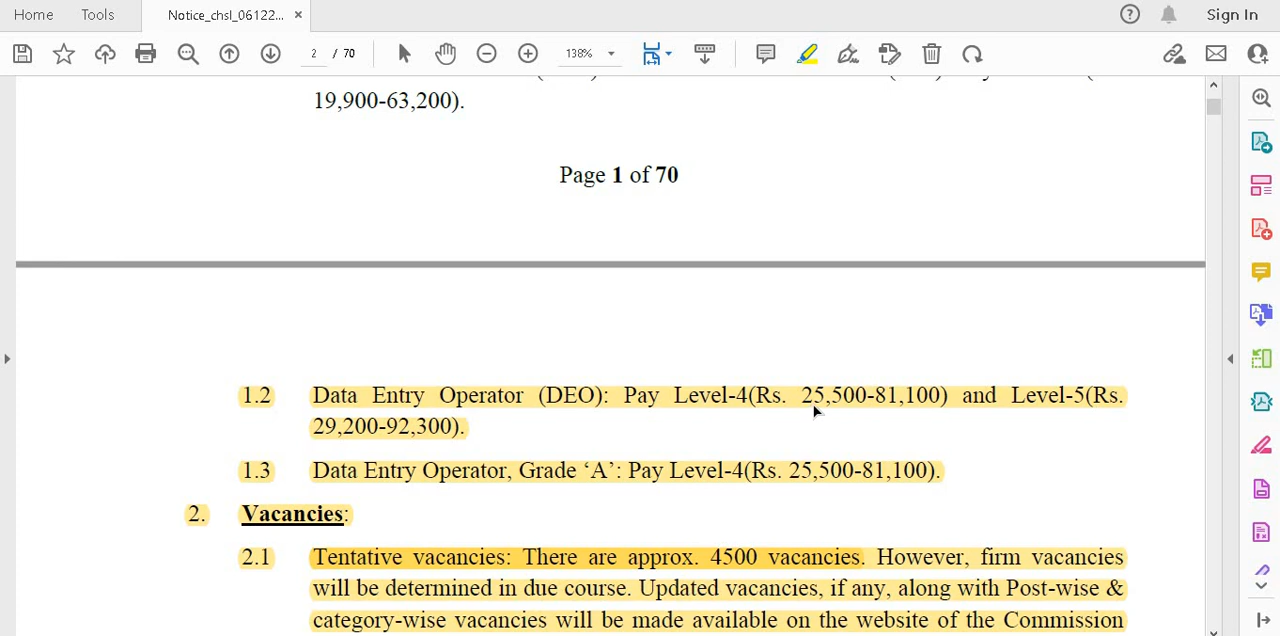 Home
Tools
Notice_chsl_06122... ×
Sign In
2 / 70
138%
19,900-63,200).
Page 1 of 70
1.2 Data Entry Operator (DEO): Pay Level-4(Rs. 25,500-81,100) and Level-5(Rs.
29,200-92,300).
1.3 Data Entry Operator, Grade ‘A’: Pay Level-4(Rs. 25,500-81,100).
2. Vacancies:
2.1 Tentative vacancies: There are approx. 4500 vacancies. However, firm vacancies
will be determined in due course. Updated vacancies, if any, along with Post-wise &
category-wise vacancies will be made available on the website of the Commission